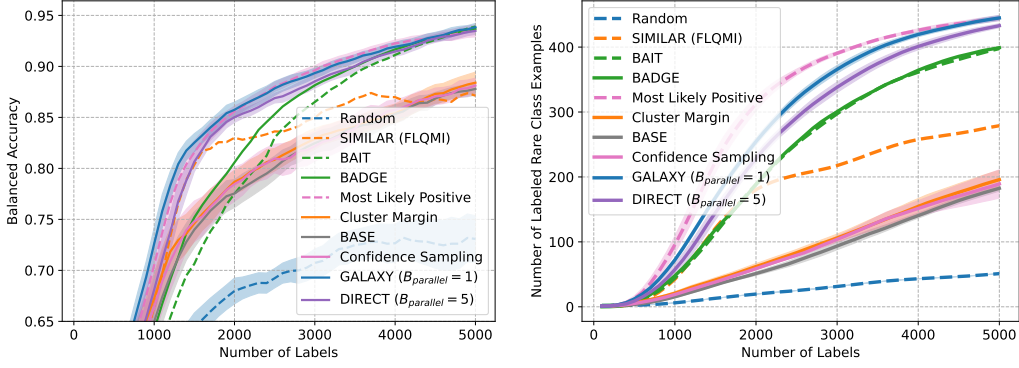 0.95
0.90
0.85
0.80
0.75
0.70
0.65
Balanced Accuracy
0 1000 2000 3000 4000 5000
Number of Labels
Random
SIMILAR (FLQMI)
BAIT
BADGE
Most Likely Positive
Cluster Margin
BASE
Confidence Sampling
GALAXY (B_parallel = 1)
DIRECT (B_parallel = 5)
400
300
200
100
0
Number of Labeled Rare Class Examples
0 1000 2000 3000 4000 5000
Number of Labels
Random
SIMILAR (FLQMI)
BAIT
BADGE
Most Likely Positive
Cluster Margin
BASE
Confidence Sampling
GALAXY (B_parallel = 1)
DIRECT (B_parallel = 5)